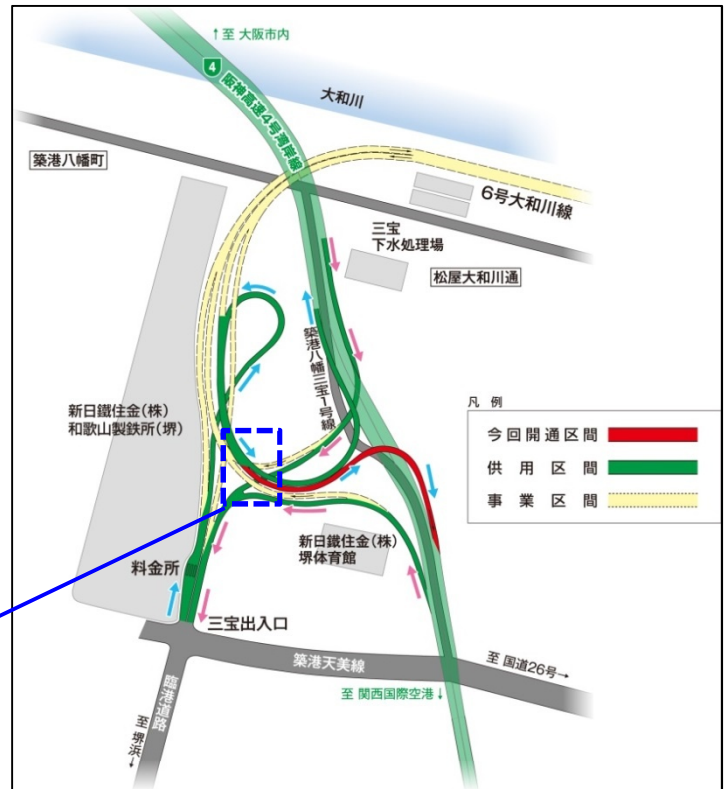 ↑至 大阪市内
4
阪神高速4号湾岸線
大和川
築港八幡町
6号大和川線
三宝
下水処理場
松屋大和川通
築港八幡三宝1号線
新日鐵住金(株)
和歌山製鉄所(堺)
凡 例
今回開通区間
供用区間
事業区間
新日鐵住金(株)
堺体育館
料金所
三宝出入口
築港天美線
至 国道26号→
至 関西国際空港↓
臨港道路
至 堺浜↓